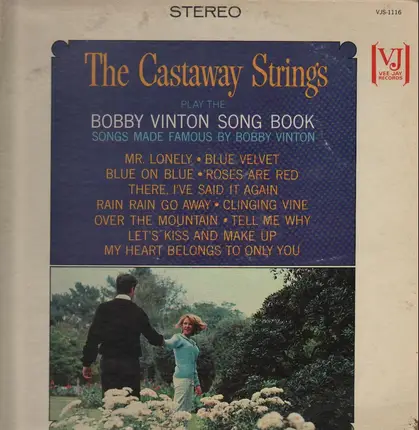 STEREO
VJS-1116
VJ
VEE-JAY
RECORDS
The Castaway Strings
PLAY THE
BOBBY VINTON SONG BOOK
SONGS MADE FAMOUS BY BOBBY VINTON
MR. LONELY • BLUE VELVET
BLUE ON BLUE • ROSES ARE RED
THERE, I'VE SAID IT AGAIN
RAIN RAIN GO AWAY • CLINGING VINE
OVER THE MOUNTAIN • TELL ME WHY
LET'S KISS AND MAKE UP
MY HEART BELONGS TO ONLY YOU